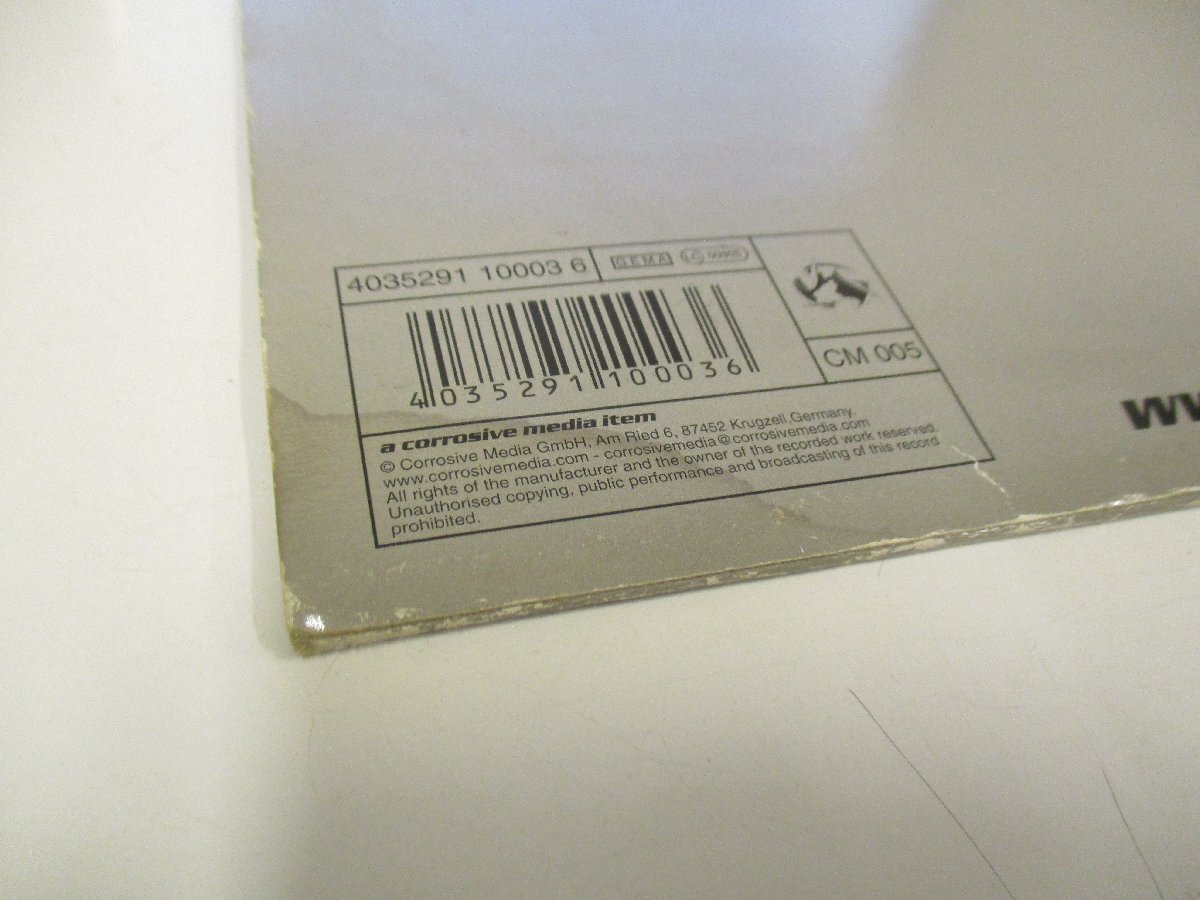 4035291 10003 6
GEMA
LC
CM 005
4 035291 100036
a corrosive media item
© Corrosive Media GmbH, Am Ried 6, 87452 Krugzell,Germany.
www.corrosivemedia.com - corrosivemedia@corrosivemedia.com
All rights of the manufacturer and the owner of the recorded work reserved.
Unauthorised copying, public performance and broadcasting of this record
prohibited.